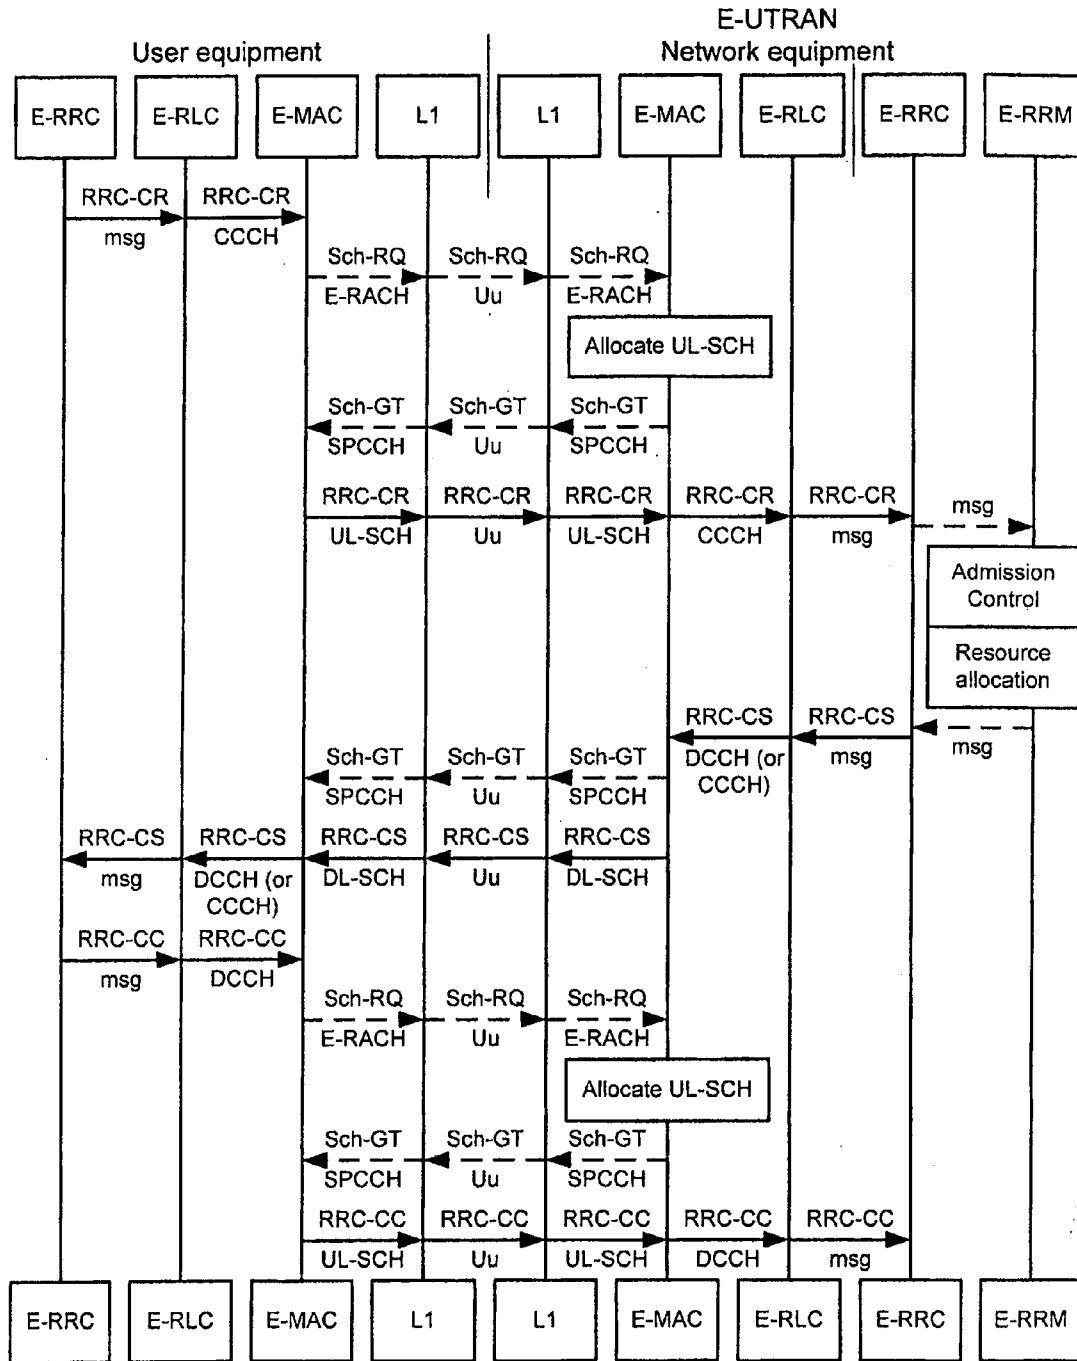 E-UTRAN
User equipment
Network equipment
E-RRC E-RLC E-MAC L1 L1 E-MAC E-RLC E-RRC E-RRM
RRC-CR RRC-CR
msg CCCH
Sch-RQ Sch-RQ Sch-RQ
E-RACH Uu E-RACH
Allocate UL-SCH
Sch-GT Sch-GT Sch-GT
SPCCH Uu SPCCH
RRC-CR RRC-CR RRC-CR RRC-CR RRC-CR msg
UL-SCH Uu UL-SCH CCCH msg
Admission
Control
Resource
allocation
RRC-CS RRC-CS
DCCH (or msg msg
CCCH)
Sch-GT Sch-GT Sch-GT
SPCCH Uu SPCCH
RRC-CS RRC-CS RRC-CS RRC-CS RRC-CS
msg DCCH (or DL-SCH Uu DL-SCH
CCCH)
RRC-CC RRC-CC
msg DCCH
Sch-RQ Sch-RQ Sch-RQ
E-RACH Uu E-RACH
Allocate UL-SCH
Sch-GT Sch-GT Sch-GT
SPCCH Uu SPCCH
RRC-CC RRC-CC RRC-CC RRC-CC RRC-CC
UL-SCH Uu UL-SCH DCCH msg
E-RRC E-RLC E-MAC L1 L1 E-MAC E-RLC E-RRC E-RRM